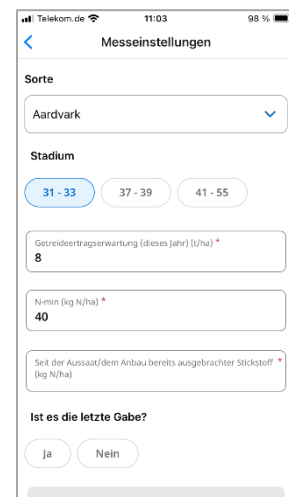 Telekom.de 11:03 98 %
Messeinstellungen
Sorte
Aardvark
Stadium
31 - 33 37 - 39 41 - 55
Getreideertragserwartung (dieses Jahr) (t/ha) *
8
N-min (kg N/ha) *
40
Seit der Aussaat/dem Anbau bereits ausgebrachter Stickstoff *
(kg N/ha)
Ist es die letzte Gabe?
Ja Nein